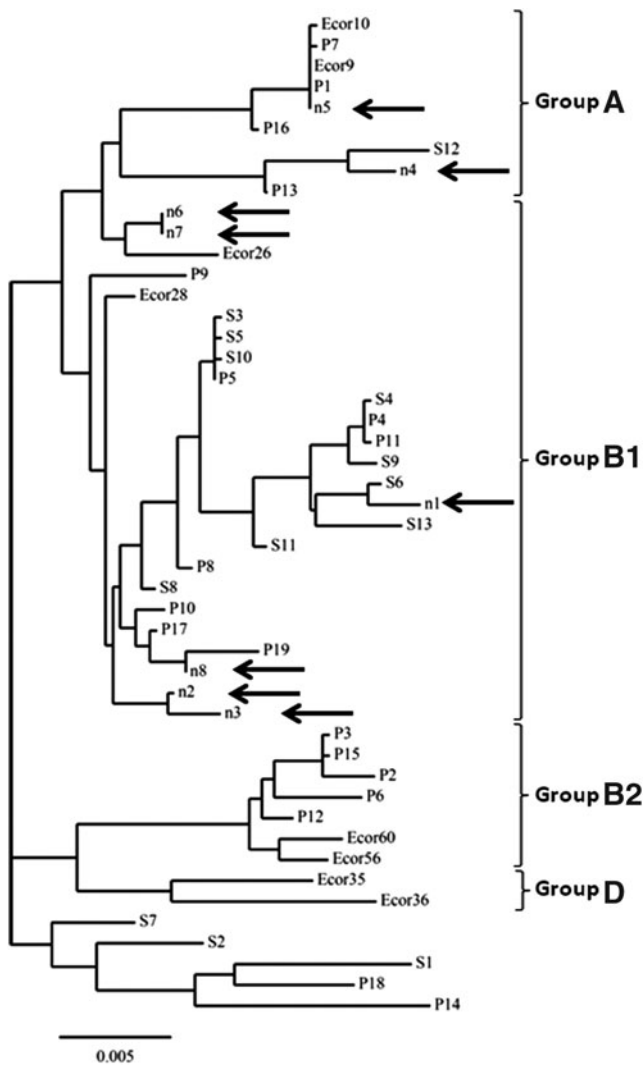 Ecor10
P7
Ecor9
P1
n5
P16
Group A
S12
n4
P13
n6
n7
Ecor26
P9
Ecor28
S3
S5
S10
P5
S4
P4
P11
S9
Group B1
S6
n1
S13
S11
P8
S8
P10
P17
P19
n8
n2
n3
P3
P15
P2
P6
Group B2
P12
Ecor60
Ecor56
Ecor35
Group D
Ecor36
S7
S2
S1
P18
P14
0.005